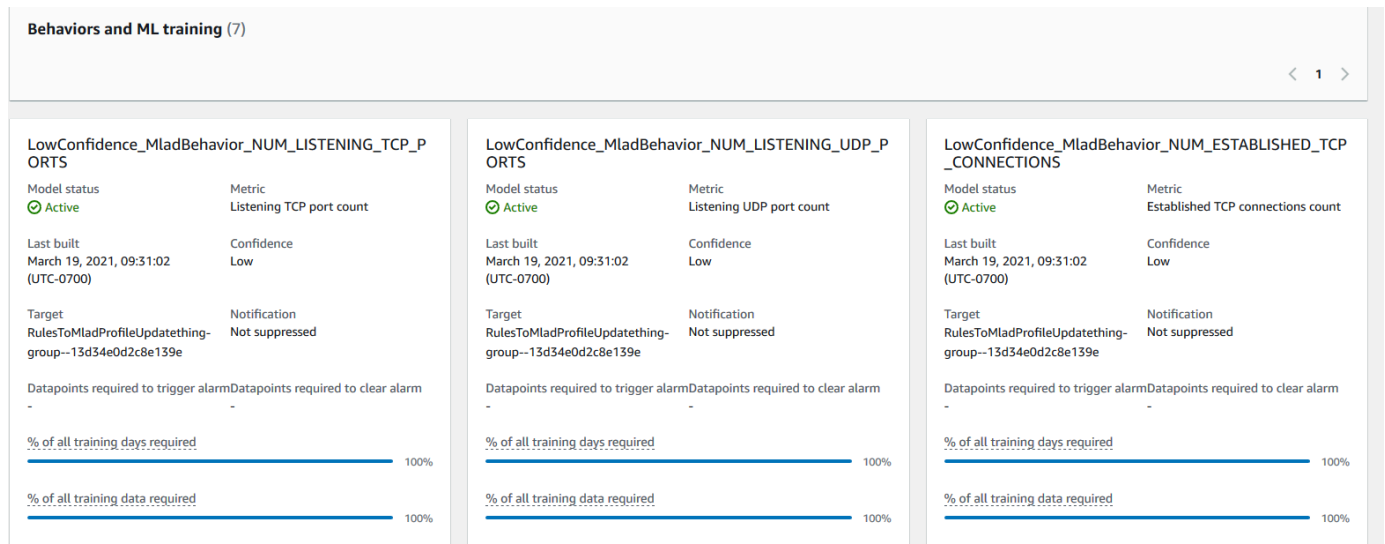 Behaviors and ML training (7)
< 1 >
LowConfidence_MladBehavior_NUM_LISTENING_TCP_P
ORTS
Model status Metric
Active Listening TCP port count
Last built Confidence
March 19, 2021, 09:31:02 Low
(UTC-0700)
Target Notification
RulesToMladProfileUpdatething- Not suppressed
group--13d34e0d2c8e139e
Datapoints required to trigger alarmDatapoints required to clear alarm
- -
% of all training days required
100%
% of all training data required
100%
LowConfidence_MladBehavior_NUM_LISTENING_UDP_P
ORTS
Model status Metric
Active Listening UDP port count
Last built Confidence
March 19, 2021, 09:31:02 Low
(UTC-0700)
Target Notification
RulesToMladProfileUpdatething- Not suppressed
group--13d34e0d2c8e139e
Datapoints required to trigger alarmDatapoints required to clear alarm
- -
% of all training days required
100%
% of all training data required
100%
LowConfidence_MladBehavior_NUM_ESTABLISHED_TCP
_CONNECTIONS
Model status Metric
Active Established TCP connections count
Last built Confidence
March 19, 2021, 09:31:02 Low
(UTC-0700)
Target Notification
RulesToMladProfileUpdatething- Not suppressed
group--13d34e0d2c8e139e
Datapoints required to trigger alarmDatapoints required to clear alarm
- -
% of all training days required
100%
% of all training data required
100%